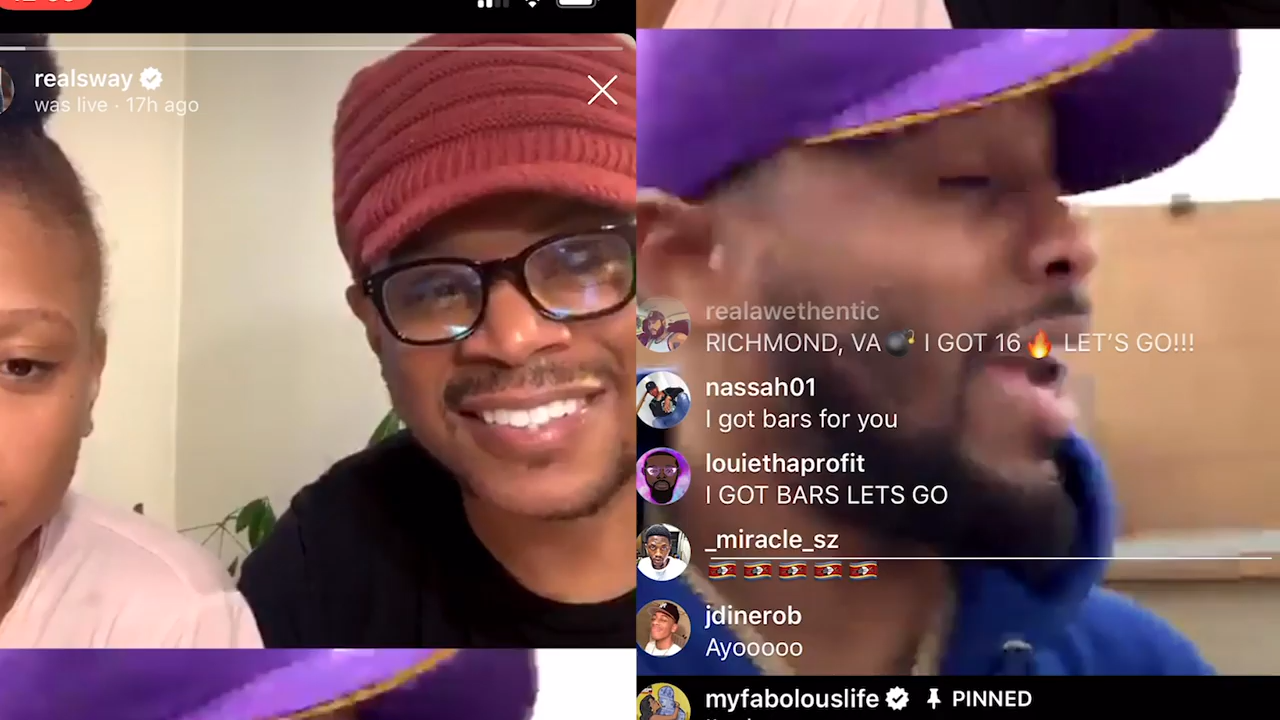 realsway
was live · 17h ago
realawethentic
RICHMOND, VA💣 I GOT 16🔥 LET'S GO!!!
nassah01
I got bars for you
louiethaprofit
I GOT BARS LETS GO
_miracle_sz
🇸🇿 🇸🇿 🇸🇿 🇸🇿 🇸🇿
jdinerob
Ayooooo
myfabolouslife PINNED